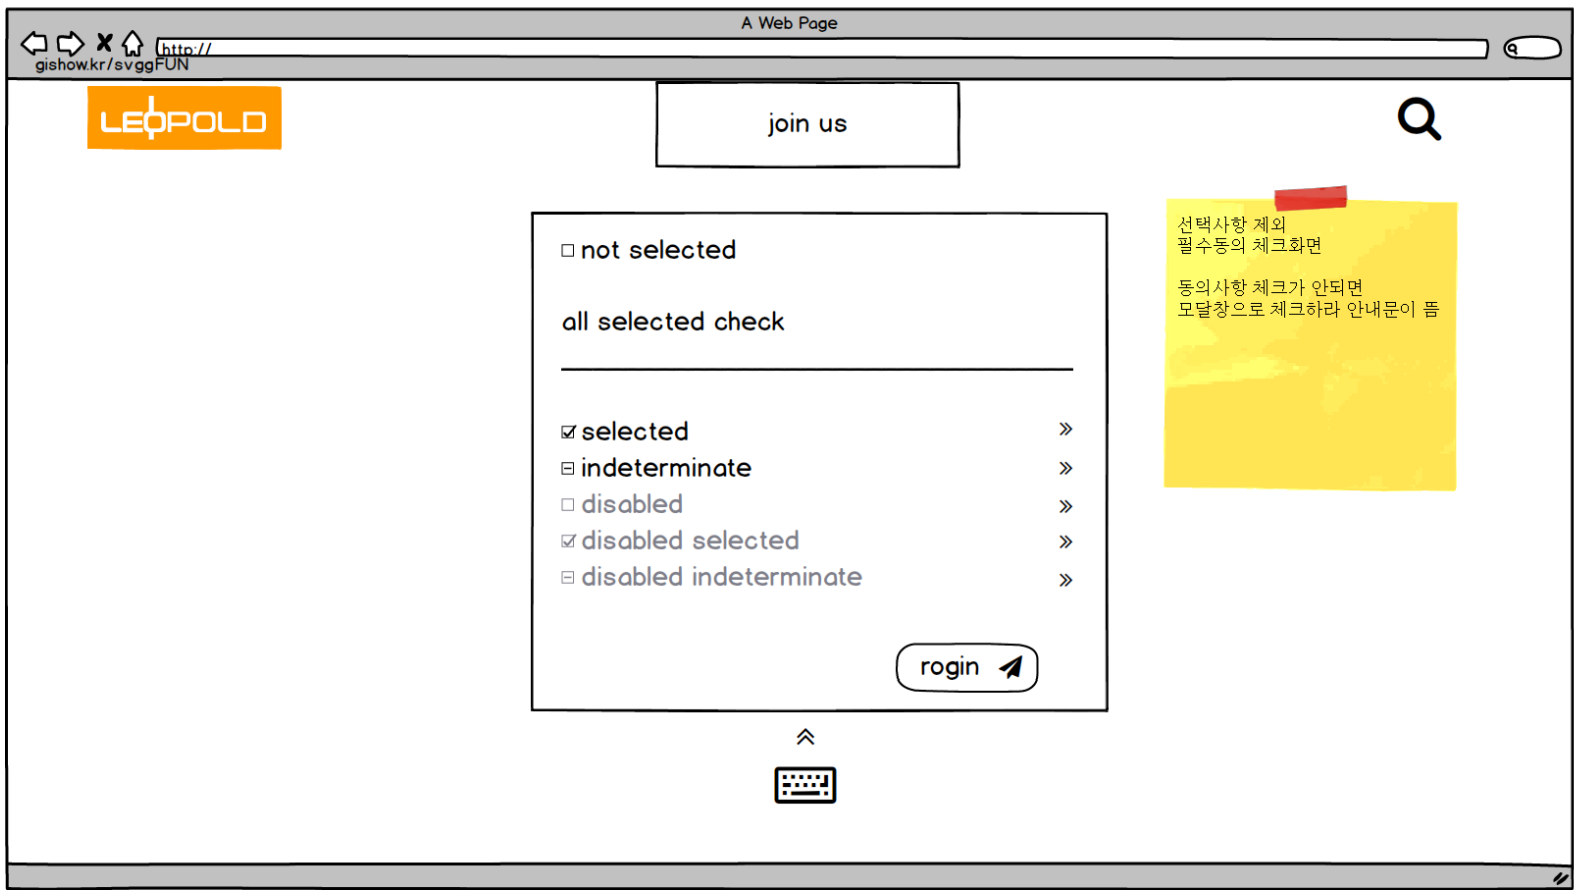 A Web Page
http://
gishow.kr/svggFUN
LEOPOLD
join us
선택사항 제외
필수동의 체크화면
동의사항 체크가 안되면
모달창으로 체크하라 안내문이 뜸
not selected
all selected check
selected
indeterminate
disabled
disabled selected
disabled indeterminate
rogin